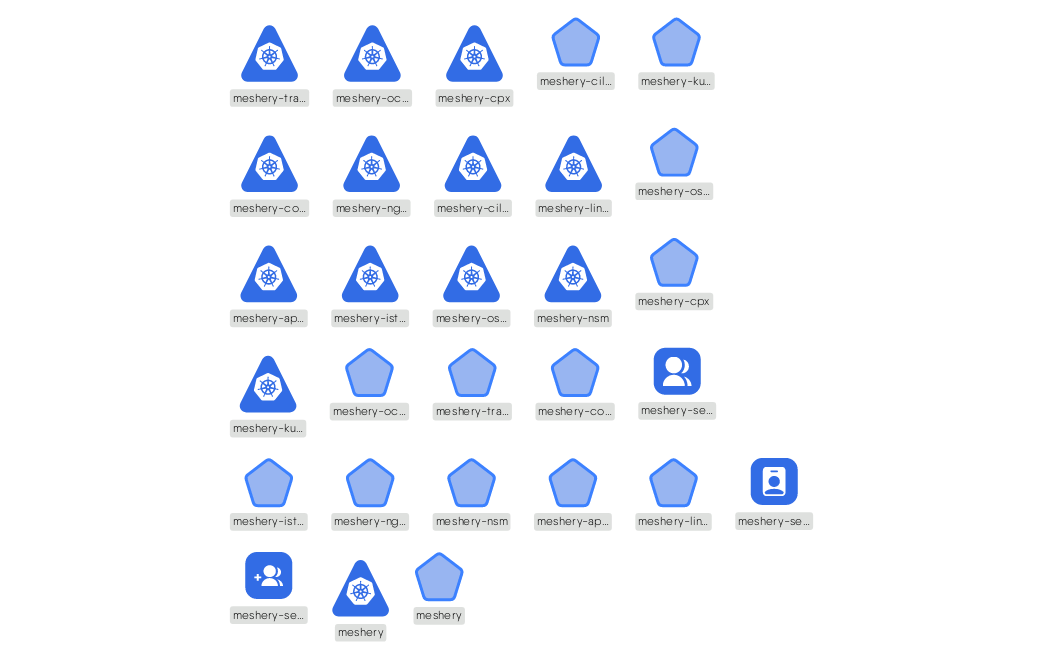 meshery-tra...
meshery-oc...
meshery-cpx
meshery-cil...
meshery-ku...
meshery-co...
meshery-ng...
meshery-cil...
meshery-lin...
meshery-os...
meshery-ap...
meshery-ist...
meshery-os...
meshery-nsm
meshery-cpx
meshery-ku...
meshery-oc...
meshery-tra...
meshery-co...
meshery-se...
meshery-ist...
meshery-ng...
meshery-nsm
meshery-ap...
meshery-lin...
meshery-se...
meshery-se...
meshery
meshery